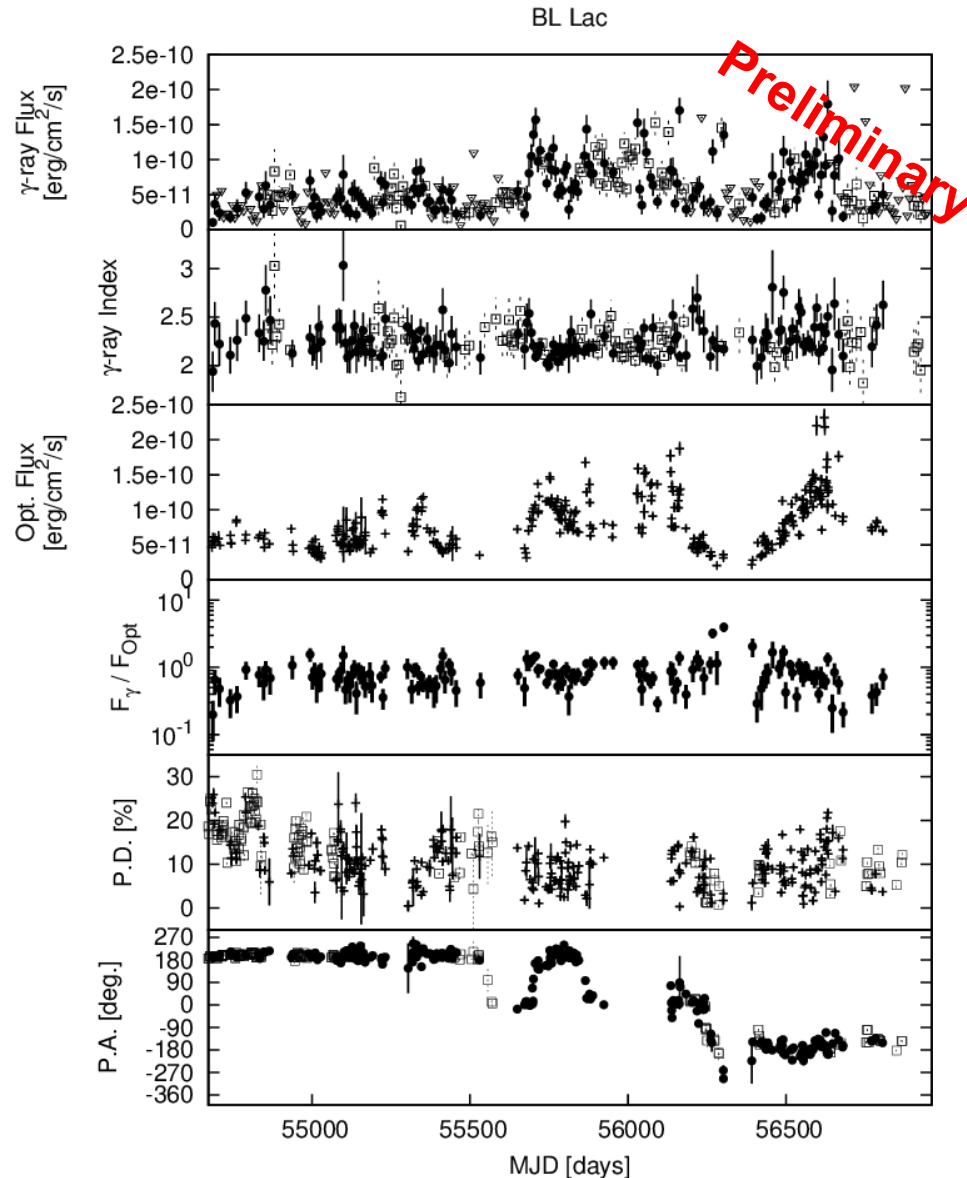 BL Lac
Preliminary
γ-ray Flux
[erg/cm²/s]
2.5e-10
2e-10
1.5e-10
1e-10
5e-11
0
γ-ray Index
3
2.5
2
Opt. Flux
[erg/cm²/s]
2.5e-10
2e-10
1.5e-10
1e-10
5e-11
0
Fγ / FOpt
10¹
10⁰
10⁻¹
P.D. [%]
30
20
10
0
P.A. [deg.]
270
180
90
0
-90
-180
-270
-360
55000 55500 56000 56500
MJD [days]